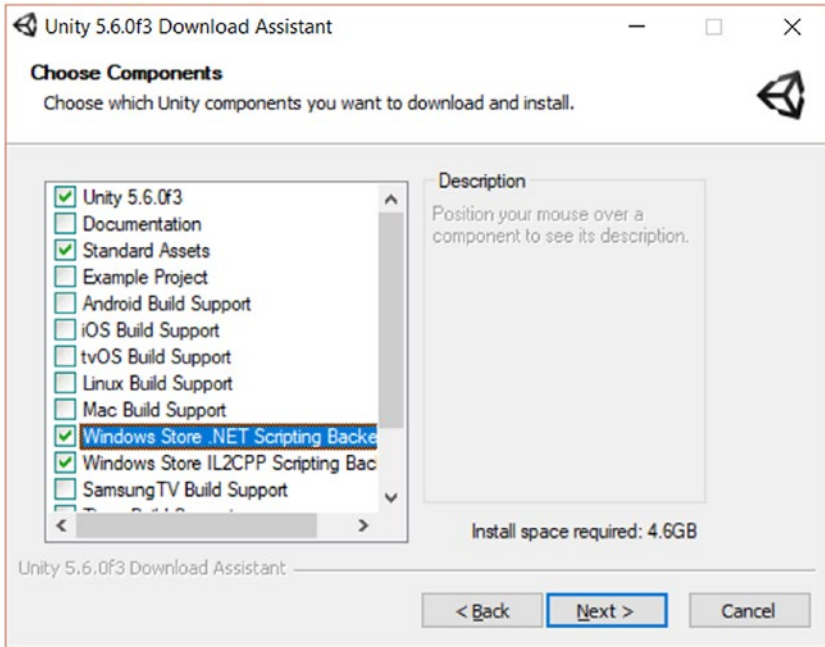 Unity 5.6.0f3 Download Assistant
Choose Components
Choose which Unity components you want to download and install.
Unity 5.6.0f3
Documentation
Standard Assets
Example Project
Android Build Support
iOS Build Support
tvOS Build Support
Linux Build Support
Mac Build Support
Windows Store .NET Scripting Backe
Windows Store IL2CPP Scripting Bac
SamsungTV Build Support
Description
Position your mouse over a
component to see its description.
Install space required: 4.6GB
Unity 5.6.0f3 Download Assistant
< Back
Next >
Cancel